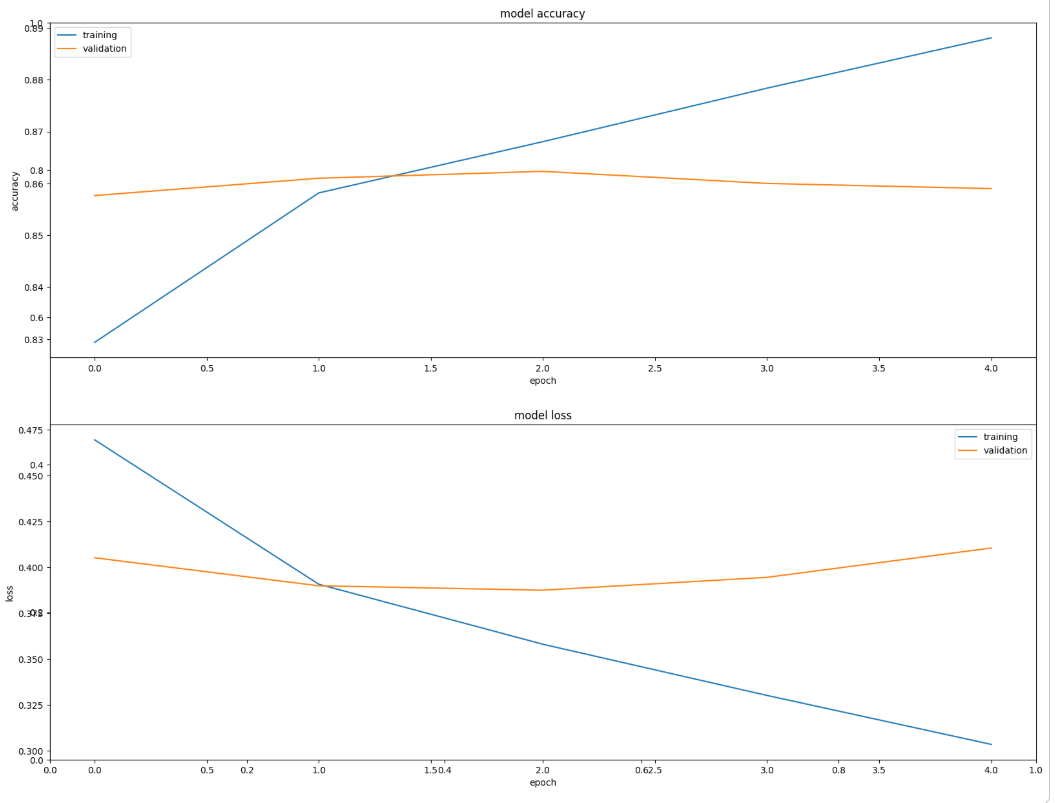 model accuracy
1.0
0.89
training
validation
0.88
0.87
0.8
0.86
accuracy
0.85
0.84
0.6
0.83
0.0 0.5 1.0 1.5 2.0 2.5 3.0 3.5 4.0
epoch
model loss
0.475
training
validation
0.4
0.450
0.425
0.400
loss
0.350
0.325
0.300
0.0
0.0 0.0 0.5 0.2 1.0 1.5 0.4 2.0 0.6 2.5 3.0 0.8 3.5 4.0 1.0
epoch